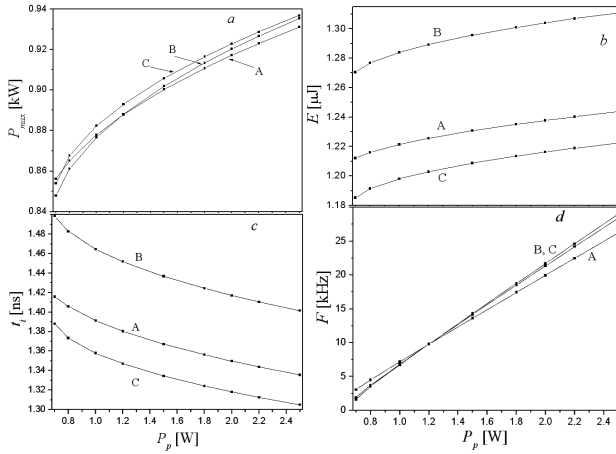 a
P max [kW]
0.94
0.92
0.90
0.88
0.86
0.84
C
B
A
b
E [μJ]
1.30
1.28
1.26
1.24
1.22
1.20
1.18
B
A
C
c
t i [ns]
1.48
1.46
1.44
1.42
1.40
1.38
1.36
1.34
1.32
1.30
B
A
C
0.8 1.0 1.2 1.4 1.6 1.8 2.0 2.2 2.4
P p [W]
d
F [kHz]
25
20
15
10
5
0
B, C
A
0.8 1.0 1.2 1.4 1.6 1.8 2.0 2.2 2.4
P p [W]